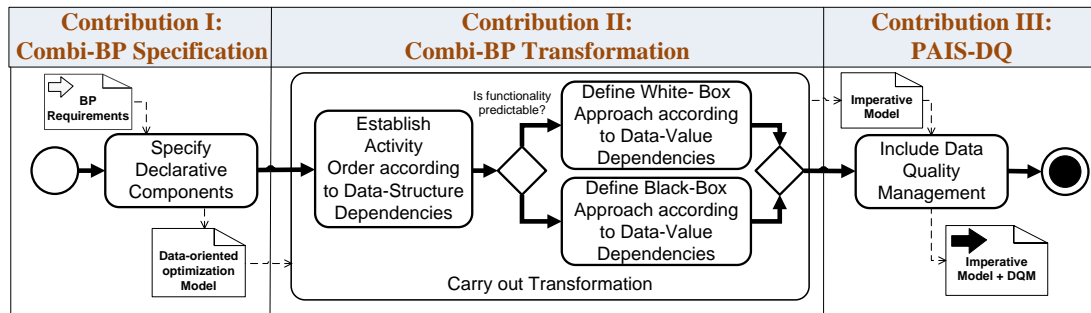 Contribution I:
Combi-BP Specification
Contribution II:
Combi-BP Transformation
Contribution III:
PAIS-DQ
BP
Requirements
Specify
Declarative
Components
Data-oriented
optimization
Model
Establish
Activity
Order according
to Data-Structure
Dependencies
Is functionality
predictable?
Define White- Box
Approach according
to Data-Value
Dependencies
Define Black-Box
Approach according
to Data-Value
Dependencies
Carry out Transformation
Imperative
Model
Include Data
Quality
Management
Imperative
Model + DQM